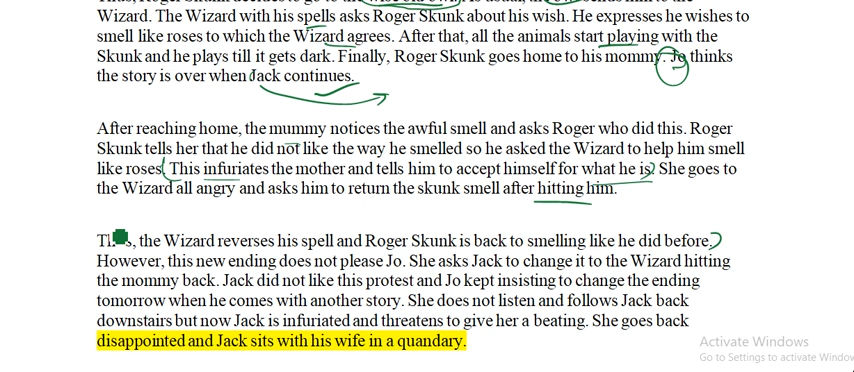 Wizard. The Wizard with his spells asks Roger Skunk about his wish. He expresses he wishes to
smell like roses to which the Wizard agrees. After that, all the animals start playing with the
Skunk and he plays till it gets dark. Finally, Roger Skunk goes home to his mommy. Jo thinks
the story is over when Jack continues.
After reaching home, the mummy notices the awful smell and asks Roger who did this. Roger
Skunk tells her that he did not like the way he smelled so he asked the Wizard to help him smell
like roses. This infuriates the mother and tells him to accept himself for what he is. She goes to
the Wizard all angry and asks him to return the skunk smell after hitting him.
the Wizard reverses his spell and Roger Skunk is back to smelling like he did before.
However, this new ending does not please Jo. She asks Jack to change it to the Wizard hitting
the mommy back. Jack did not like this protest and Jo kept insisting to change the ending
tomorrow when he comes with another story. She does not listen and follows Jack back
downstairs but now Jack is infuriated and threatens to give her a beating. She goes back
disappointed and Jack sits with his wife in a quandary.
Activate Windows
Go to Settings to activate Window